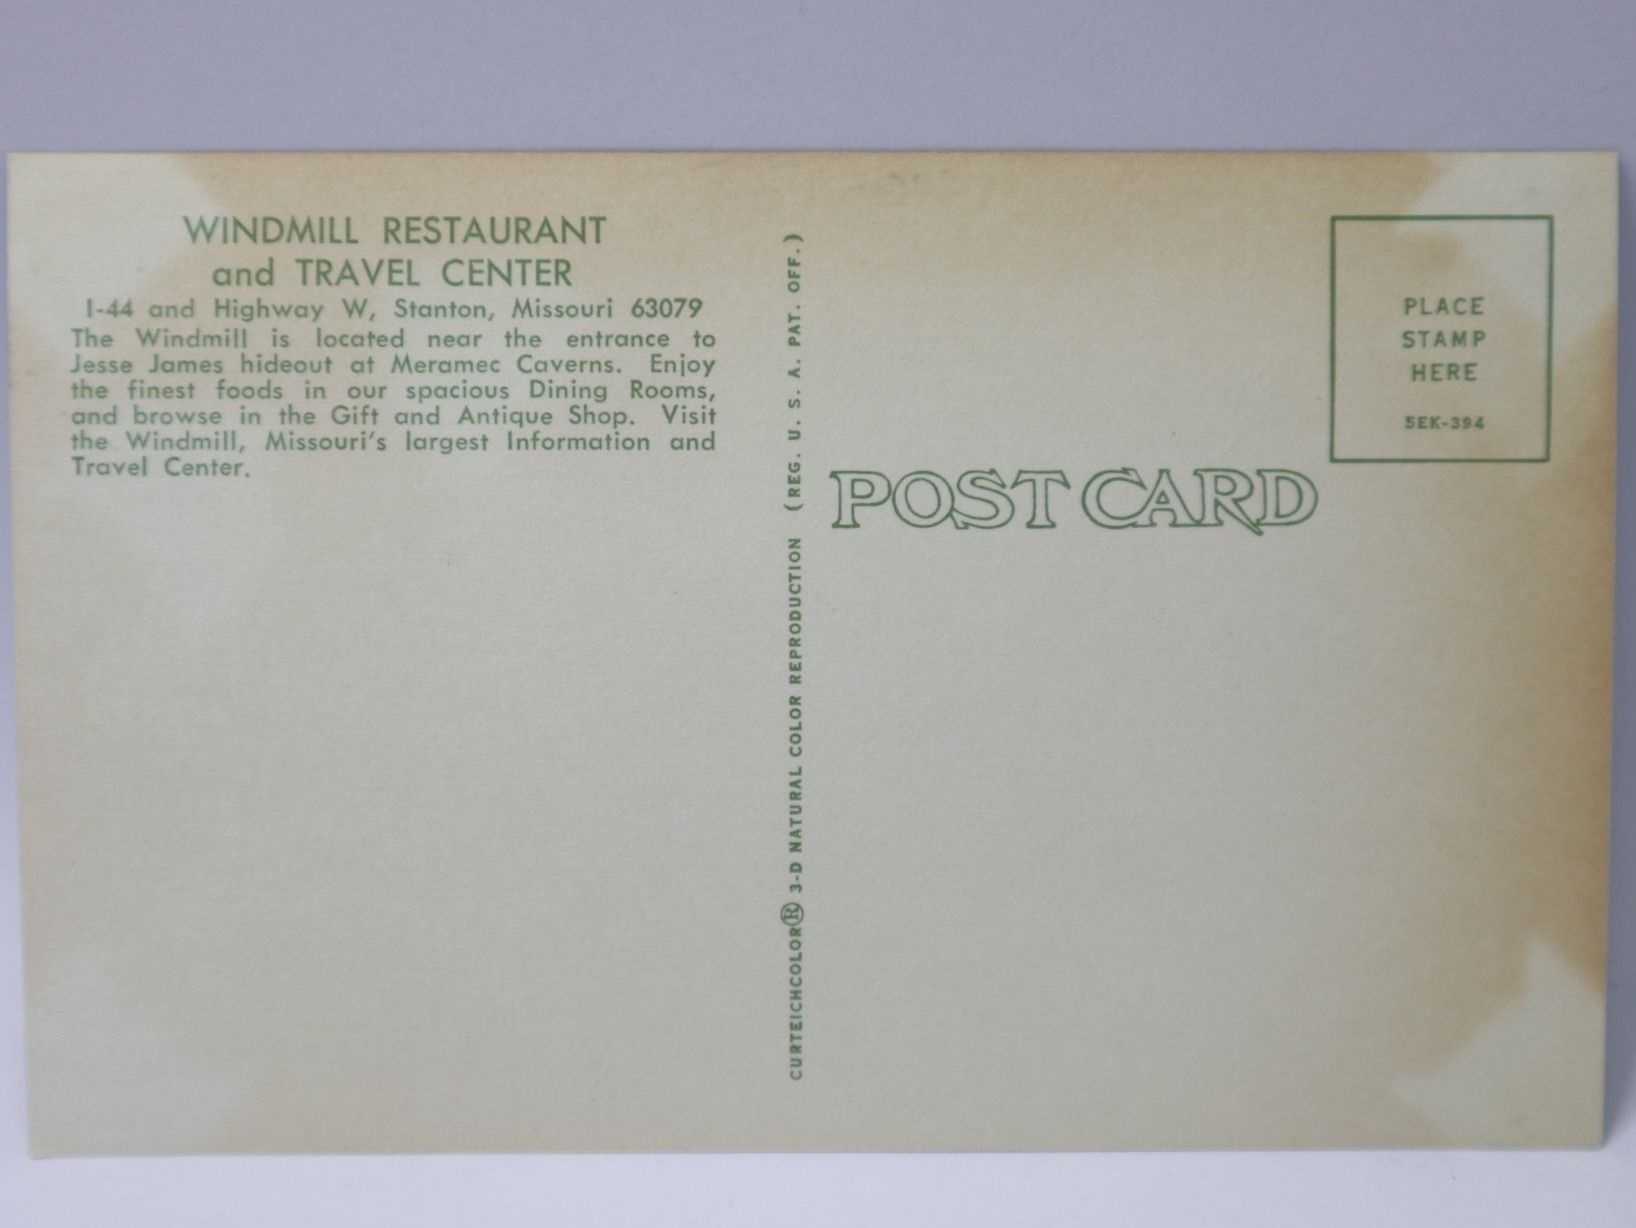 WINDMILL RESTAURANT
and TRAVEL CENTER
I-44 and Highway W, Stanton, Missouri 63079
The Windmill is located near the entrance to
Jesse James hideout at Meramec Caverns. Enjoy
the finest foods in our spacious Dining Rooms,
and browse in the Gift and Antique Shop. Visit
the Windmill, Missouri's largest Information and
Travel Center.
CURTEICHCOLOR® 3-D NATURAL COLOR REPRODUCTION (REG. U. S. A. PAT. OFF.)
POST CARD
PLACE
STAMP
HERE
5EK-394